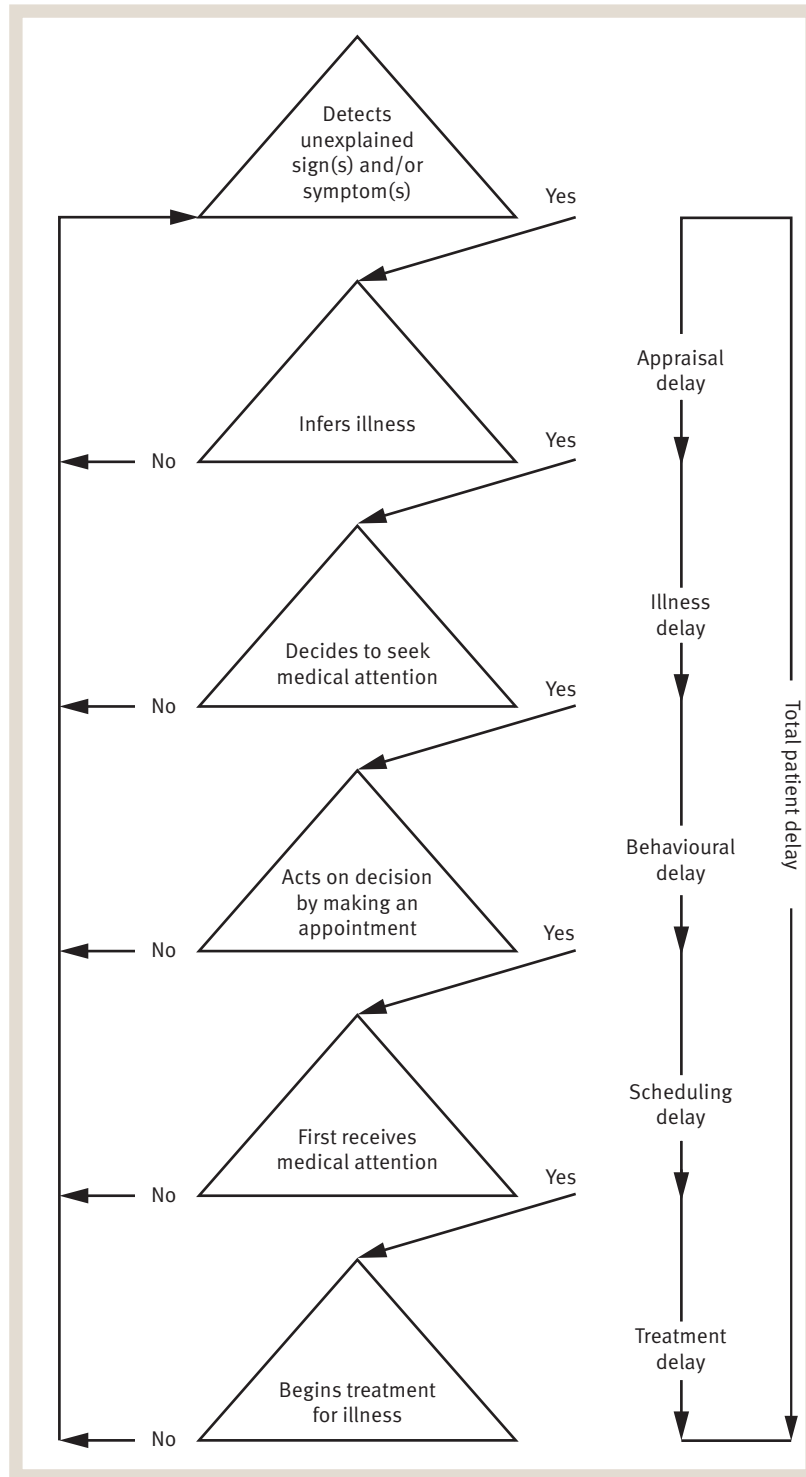 Detects
unexplained
sign(s) and/or
symptom(s)
Yes
Appraisal
delay
Infers illness
Yes
No
Illness
delay
Decides to seek
medical attention
Yes
No
Total patient delay
Behavioural
delay
Acts on decision
by making an
appointment
Yes
No
Scheduling
delay
First receives
medical attention
Yes
No
Treatment
delay
Begins treatment
for illness
No